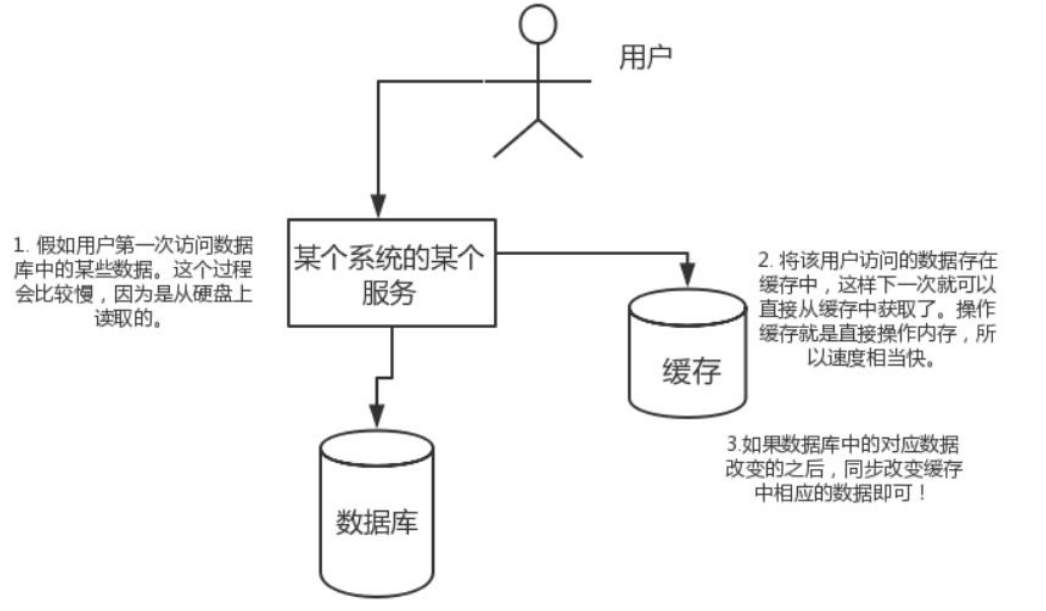 用户
1. 假如用户第一次访问数据
库中的某些数据。这个过程
会比较慢，因为是从硬盘上
读取的。
某个系统的某个
服务
2. 将该用户访问的数据存在
缓存中，这样下一次就可以
直接从缓存中获取了。操作
缓存就是直接操作内存，所
以速度相当快。
缓存
3.如果数据库中的对应数据
改变的之后，同步改变缓存
中相应的数据即可！
数据库